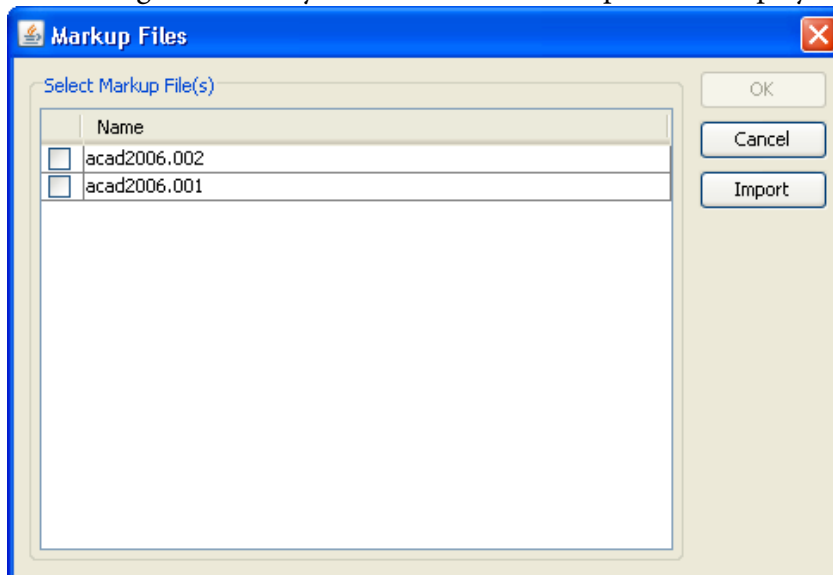 Markup Files
Select Markup File(s)
OK
Name
Cancel
acad2006.002
acad2006.001
Import